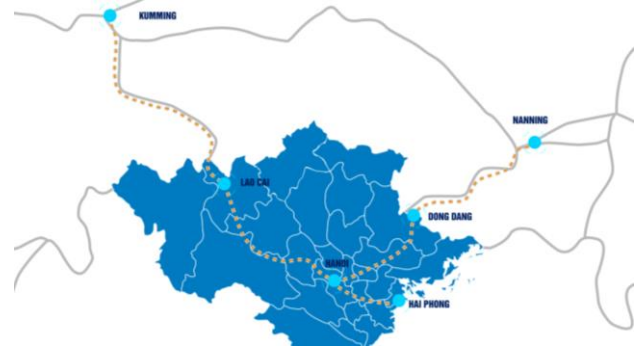 KUMMING
NANNING
LAO CAI
DONG DANG
HANOI
HAI PHONG